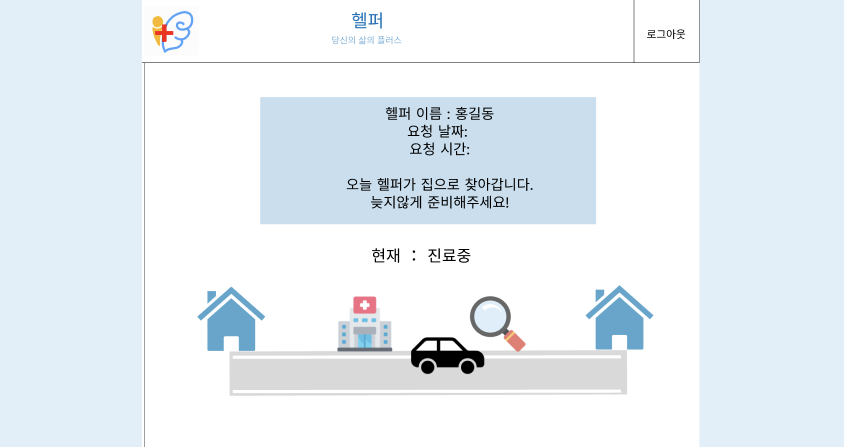 헬퍼
당신의 삶의 플러스
로그아웃
헬퍼 이름 : 홍길동
요청 날짜:
요청 시간:
오늘 헬퍼가 집으로 찾아갑니다.
늦지않게 준비해주세요!
현재 : 진료중